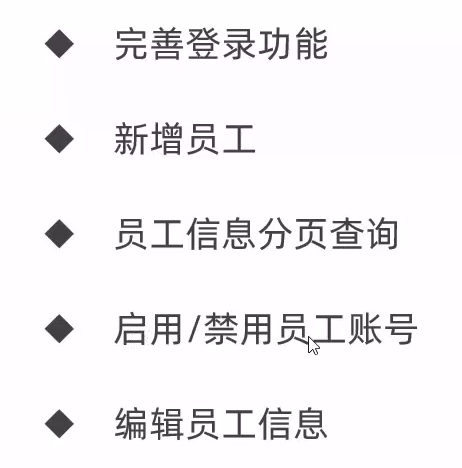 完善登录功能
新增员工
员工信息分页查询
启用/禁用员工账号
编辑员工信息